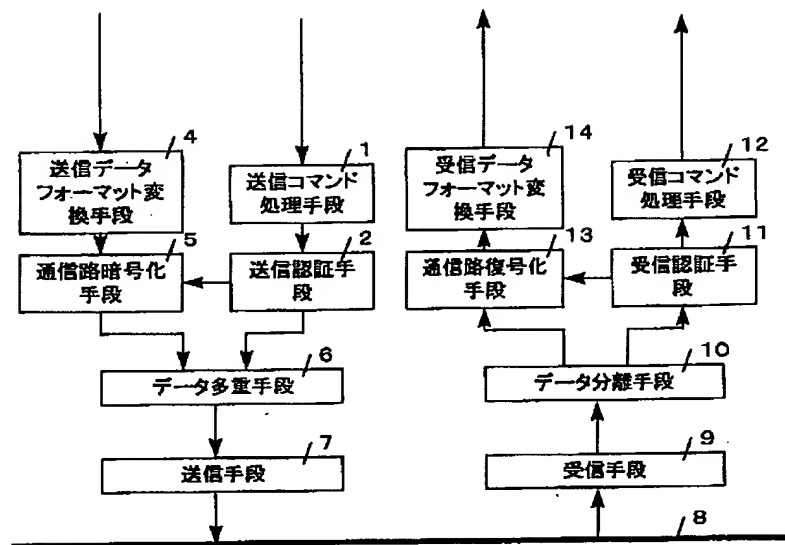 4
送信データ
フォーマット変
換手段
1
送信コマンド
処理手段
14
受信データ
フォーマット変
換手段
12
受信コマンド
処理手段
5
通信路暗号化
手段
2
送信認証手
段
13
通信路復号化
手段
11
受信認証手
段
6
データ多重手段
10
データ分離手段
7
送信手段
9
受信手段
8